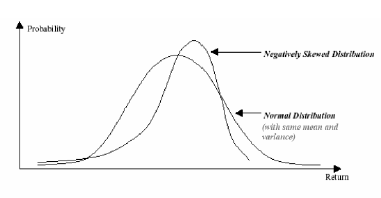 Probability
Negatively Skewed Distribution
Normal Distribution
(with same mean and
variance)
Return